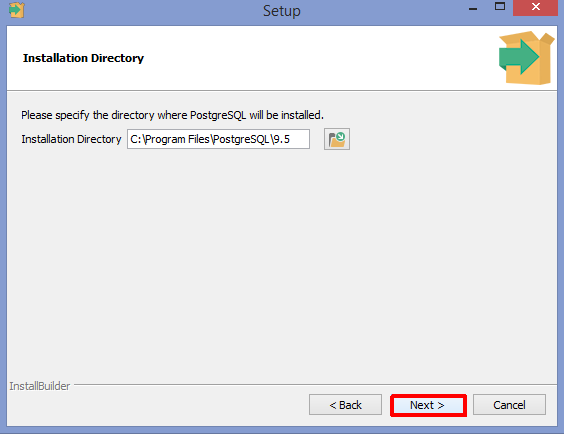 Setup
Installation Directory
Please specify the directory where PostgreSQL will be installed.
Installation Directory C:\Program Files\PostgreSQL\9.5
InstallBuilder
< Back Next > Cancel